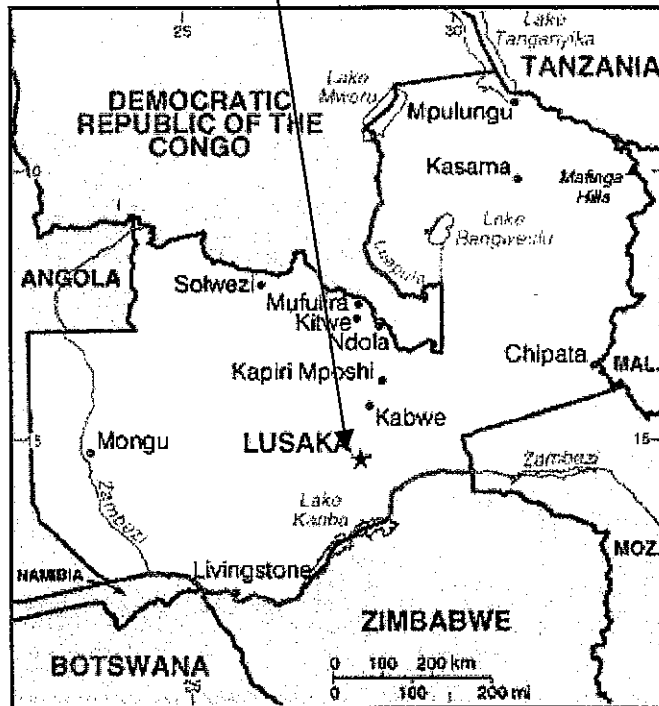 25
30
Lake
Tanganyika
TANZANIA
Lake
Mweru
DEMOCRATIC
REPUBLIC OF THE
CONGO
Mpulungu
10
Kasama
Mafinga
Hills
Lake
Bangweulu
Luapula
ANGOLA
Solwezi
Mufulira
Kitwe
Ndola
Chipata
MAL.
Kapiri Mposhi
Kabwe
15
Mongu
LUSAKA
15
Zambezi
Zambezi
Lake
Kariba
MOZ.
NAMIBIA
Livingstone
ZIMBABWE
BOTSWANA
0 100 200 km
0 100 200 mi